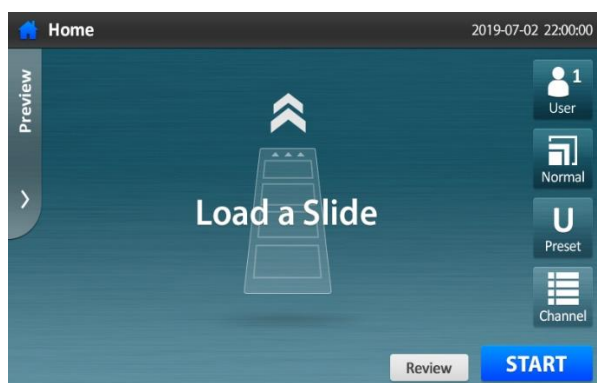 Home
2019-07-02 22:00:00
Preview
1
User
Normal
U
Preset
Channel
Load a Slide
Review
START